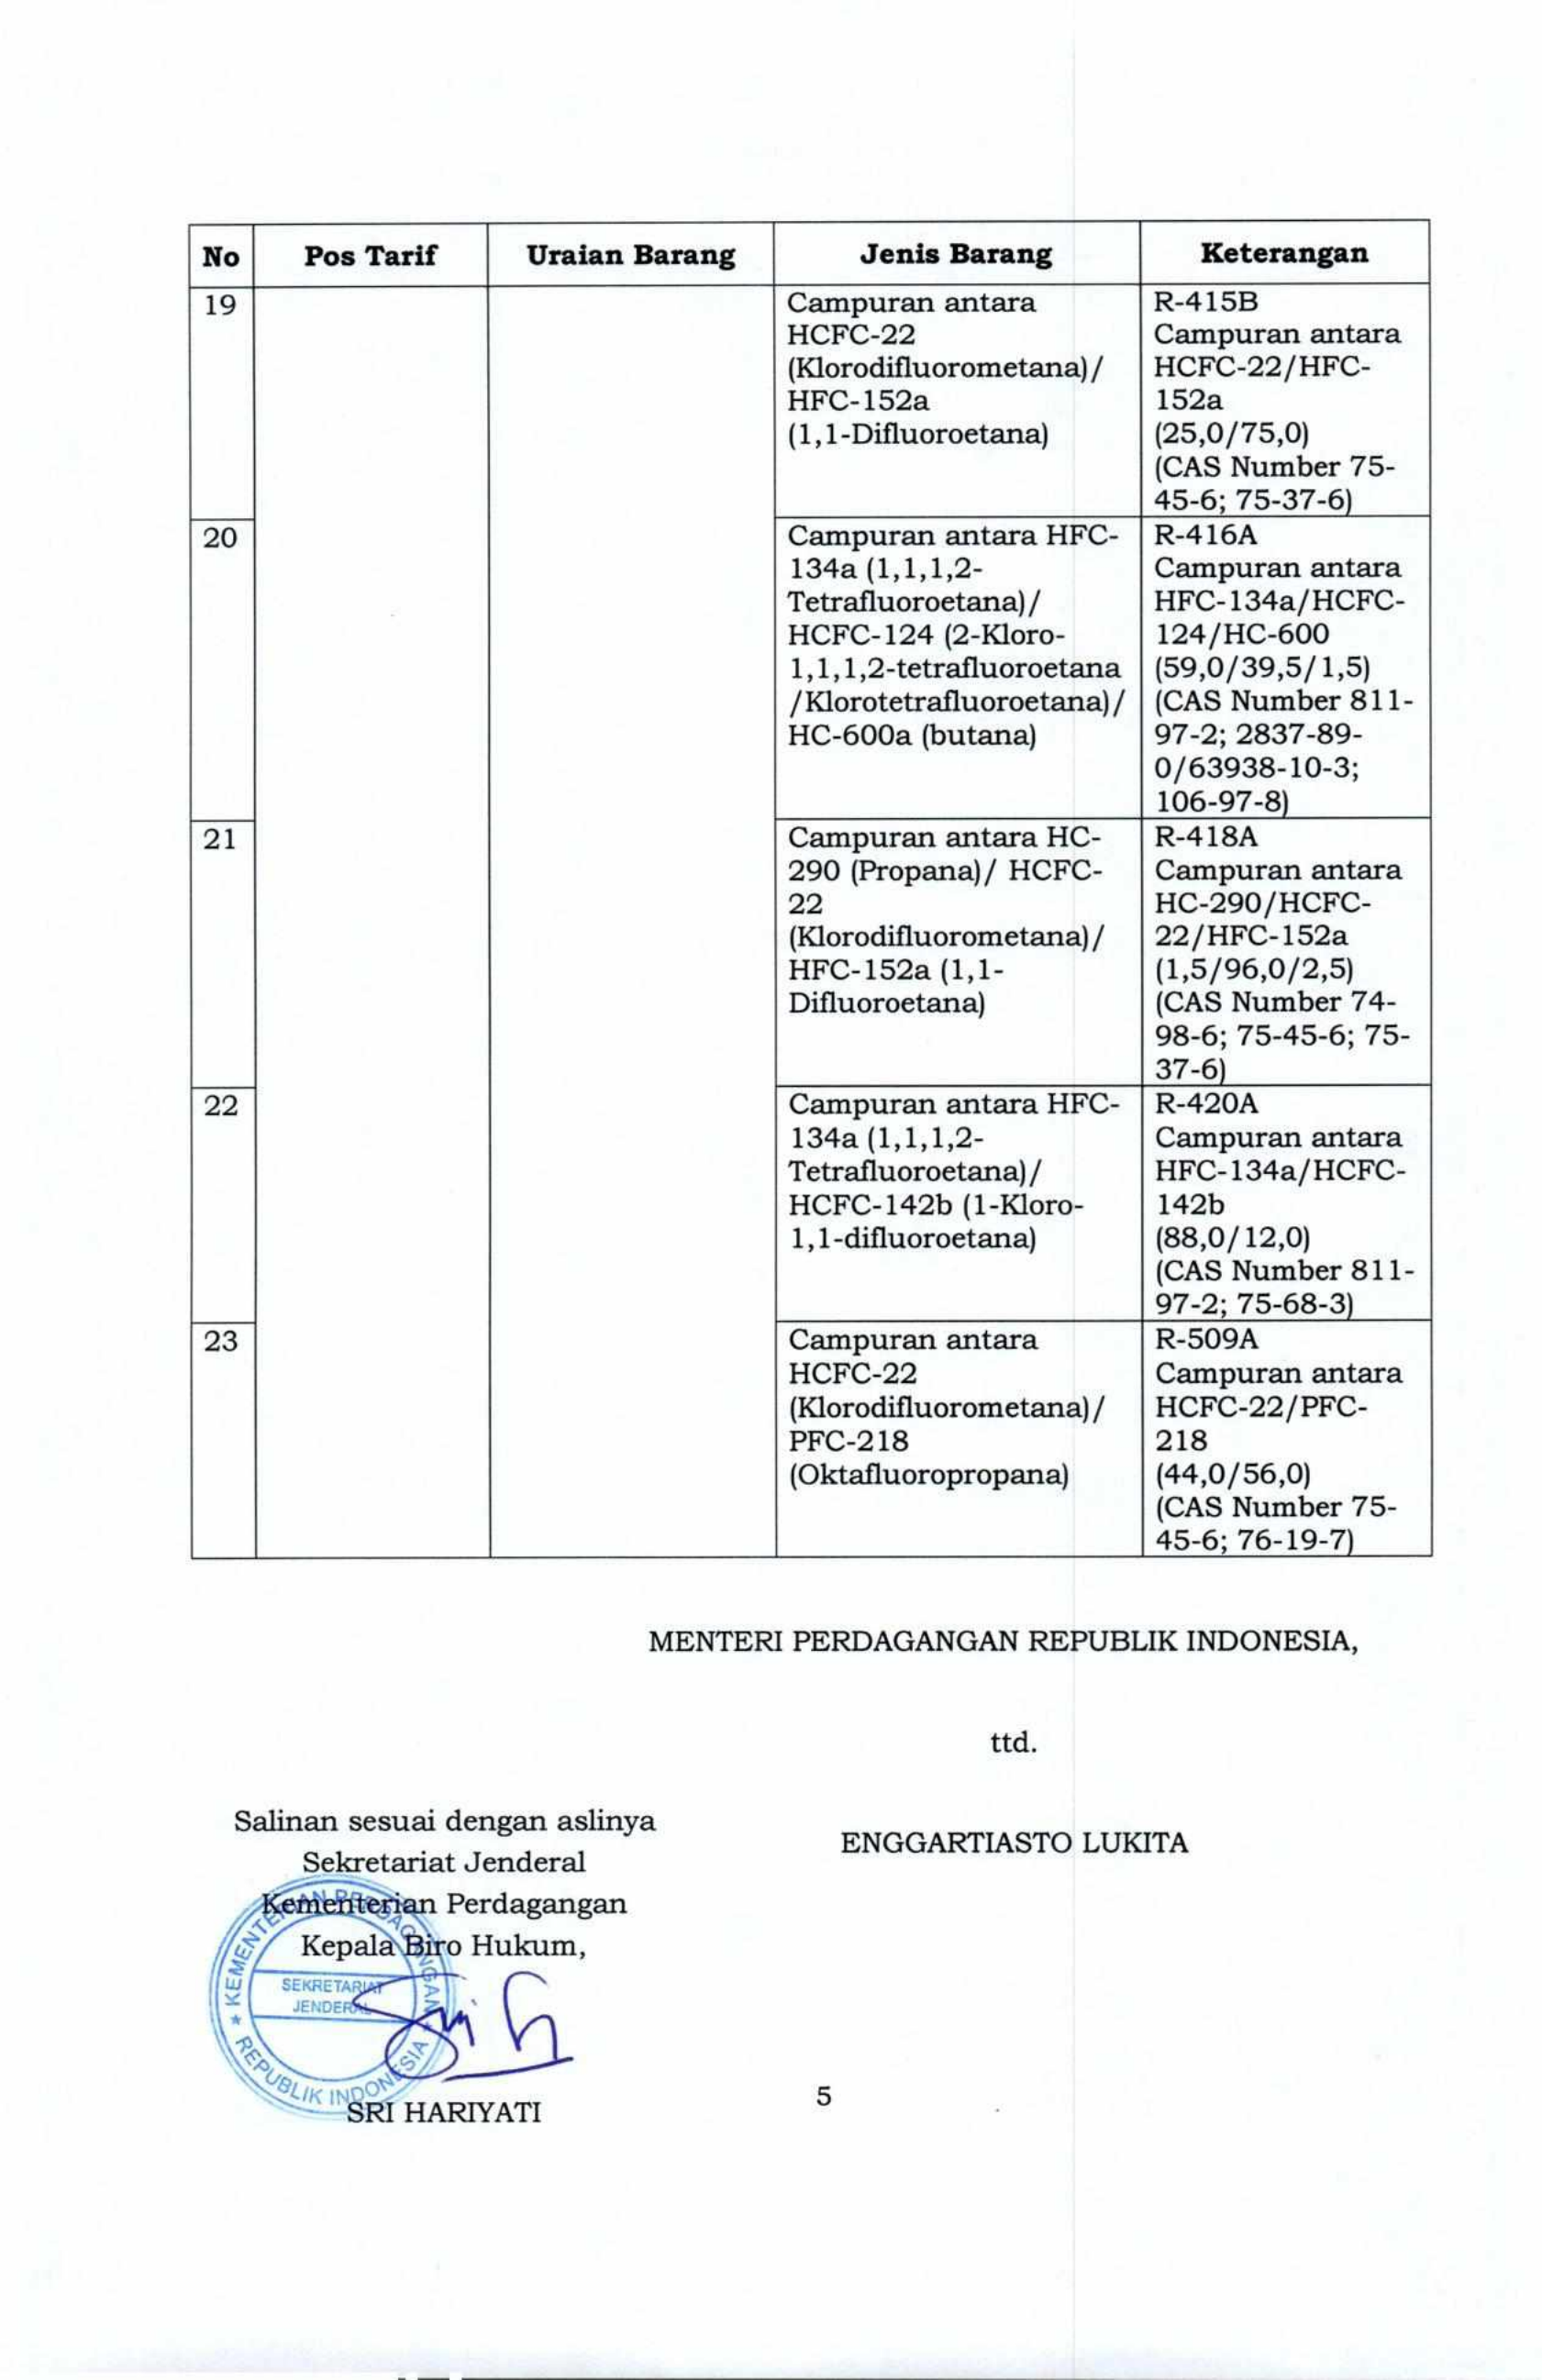 No Pos Tarif Uraian Barang Jenis Barang Keterangan
19
Campuran antara
HCFC-22
(Klorodifluorometana)/
HFC-152a
(1,1-Difluoroetana)
R-415B
Campuran antara
HCFC-22/HFC-
152a
(25,0/75,0)
(CAS Number 75-
45-6; 75-37-6)
20
Campuran antara HFC-
134a (1,1,1,2-
Tetrafluoroetana)/
HCFC-124 (2-Kloro-
1,1,1,2-tetrafluoroetana
/Klorotetrafluoroetana)/
HC-600a (butana)
R-416A
Campuran antara
HFC-134a/HCFC-
124/HC-600
(59,0/39,5/1,5)
(CAS Number 811-
97-2; 2837-89-
0/63938-10-3;
106-97-8)
21
Campuran antara HC-
290 (Propana)/ HCFC-
22
(Klorodifluorometana)/
HFC-152a (1,1-
Difluoroetana)
R-418A
Campuran antara
HC-290/HCFC-
22/HFC-152a
(1,5/96,0/2,5)
(CAS Number 74-
98-6; 75-45-6; 75-
37-6)
22
Campuran antara HFC-
134a (1,1,1,2-
Tetrafluoroetana)/
HCFC-142b (1-Kloro-
1,1-difluoroetana)
R-420A
Campuran antara
HFC-134a/HCFC-
142b
(88,0/12,0)
(CAS Number 811-
97-2; 75-68-3)
23
Campuran antara
HCFC-22
(Klorodifluorometana)/
PFC-218
(Oktafluoropropana)
R-509A
Campuran antara
HCFC-22/PFC-
218
(44,0/56,0)
(CAS Number 75-
45-6; 76-19-7)
MENTERI PERDAGANGAN REPUBLIK INDONESIA,
ttd.
ENGGARTIASTO LUKITA
Salinan sesuai dengan aslinya
Sekretariat Jenderal
Kementerian Perdagangan
Kepala Biro Hukum,
KEMENTERIAN PERDAGANGAN
SEKRETARIAT
JENDERAL
REPUBLIK INDONESIA
SRI HARIYATI
5